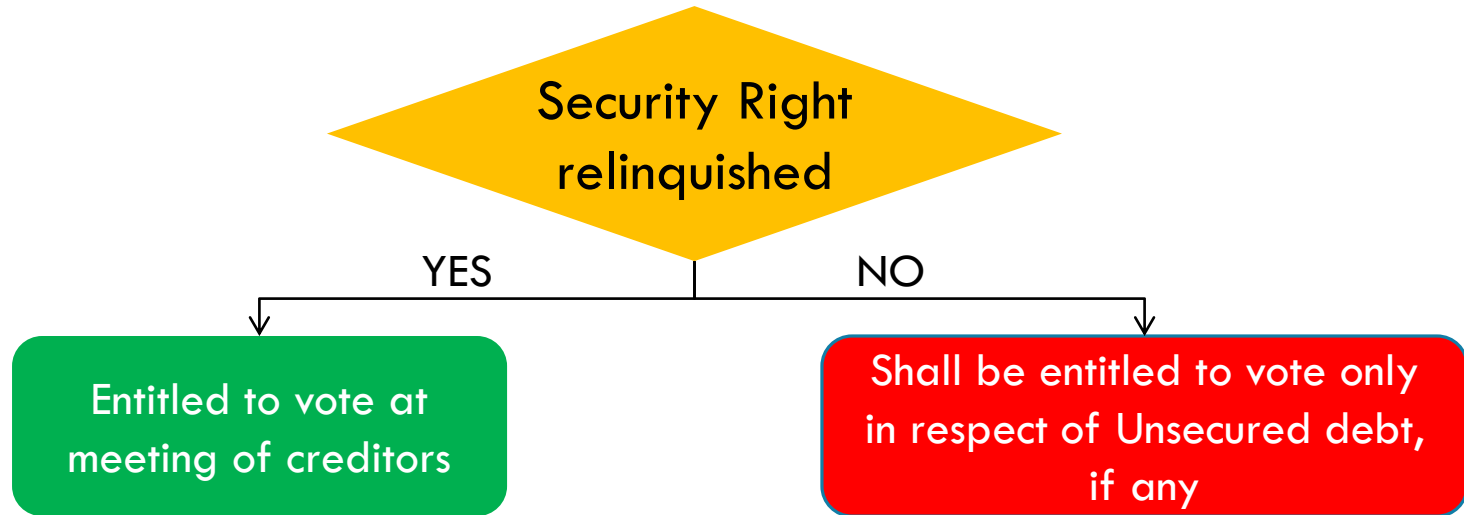 Security Right
relinquished
YES
NO
Entitled to vote at
meeting of creditors
Shall be entitled to vote only
in respect of Unsecured debt,
if any